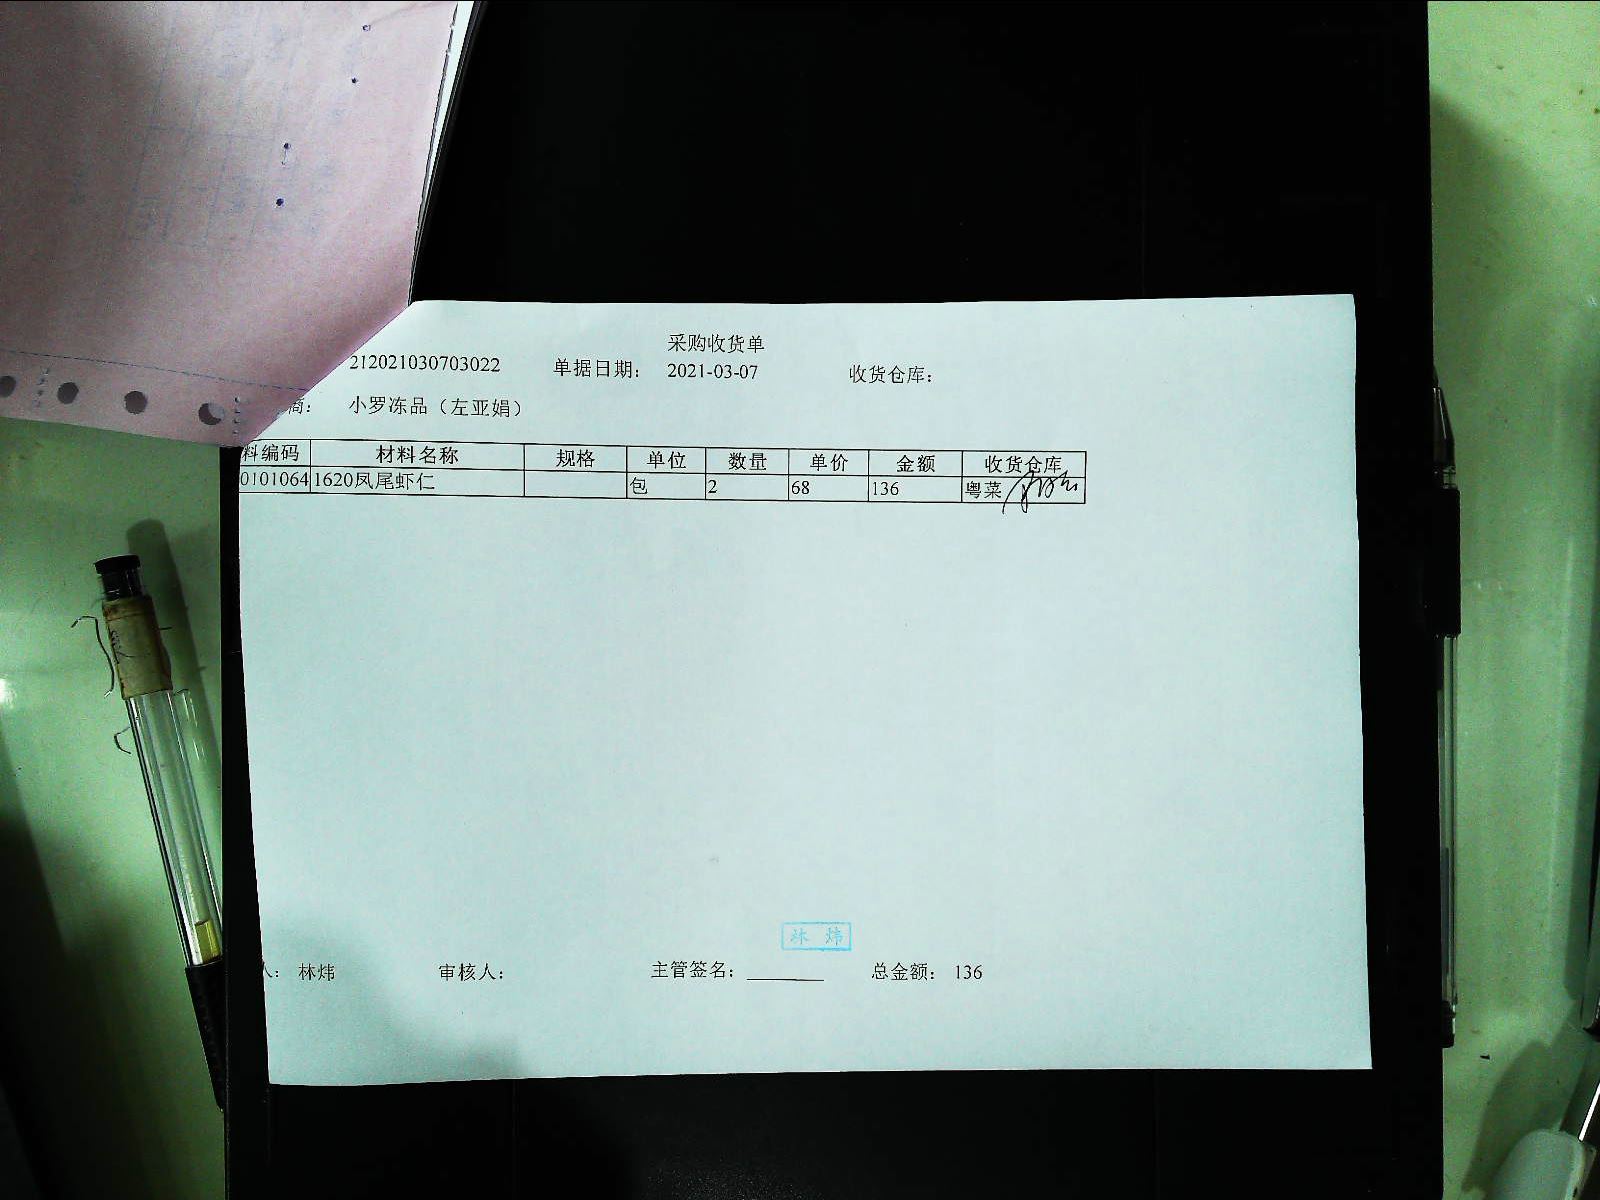 采购收货单
212021030703022 单据日期： 2021-03-07 收货仓库：
商： 小罗冻品（左亚娟）
料编码 材料名称 规格 单位 数量 单价 金额 收货仓库
0101064 1620凤尾虾仁 包 2 68 136 粤菜
林 炜
人： 林炜 审核人： 主管签名： 总金额： 136